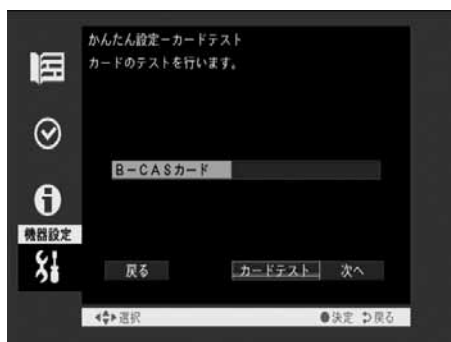 かんたん設定−カードテスト
カードのテストを行います。
B−CASカード
機器設定
戻る
カードテスト
次へ
選択
決定 戻る